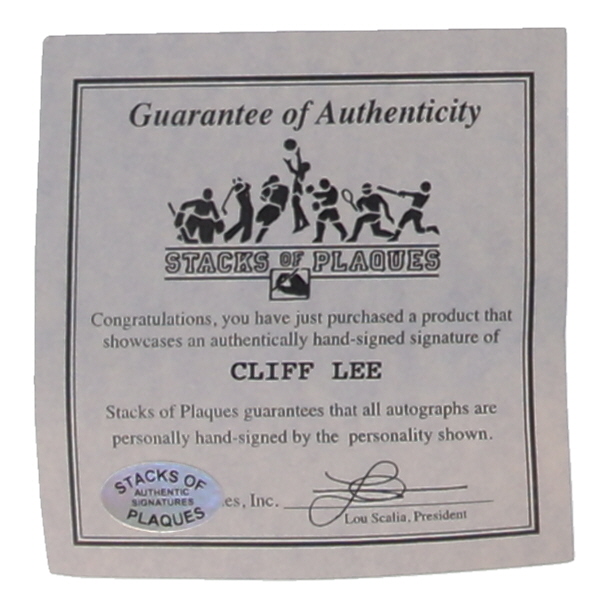 Guarantee of Authenticity
STACKS OF PLAQUES
Congratulations, you have just purchased a product that
showcases an authentically hand-signed signature of
CLIFF LEE
Stacks of Plaques guarantees that all autographs are
personally hand-signed by the personality shown.
STACKS OF
AUTHENTIC
SIGNATURES
PLAQUES
es, Inc.
Lou Scalia, President